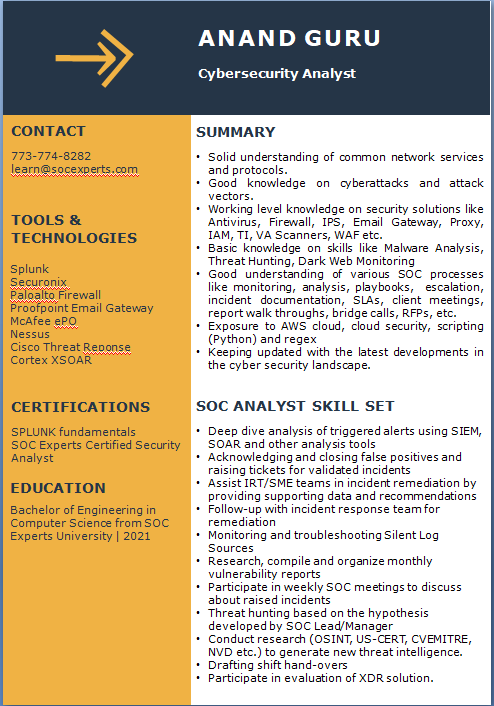 ANAND GURU
Cybersecurity Analyst
CONTACT
773-774-8282
learn@socexperts.com
TOOLS &
TECHNOLOGIES
Splunk
Securonix
Paloalto Firewall
Proofpoint Email Gateway
McAfee ePO
Nessus
Cisco Threat Reponse
Cortex XSOAR
CERTIFICATIONS
SPLUNK fundamentals
SOC Experts Certified Security
Analyst
EDUCATION
Bachelor of Engineering in
Computer Science from SOC
Experts University | 2021
SUMMARY
• Solid understanding of common network services
and protocols.
• Good knowledge on cyberattacks and attack
vectors.
• Working level knowledge on security solutions like
Antivirus, Firewall, IPS, Email Gateway, Proxy,
IAM, TI, VA Scanners, WAF etc.
• Basic knowledge on skills like Malware Analysis,
Threat Hunting, Dark Web Monitoring
• Good understanding of various SOC processes
like monitoring, analysis, playbooks, escalation,
incident documentation, SLAs, client meetings,
report walk throughs, bridge calls, RFPs, etc.
• Exposure to AWS cloud, cloud security, scripting
(Python) and regex
• Keeping updated with the latest developments in
the cyber security landscape.
SOC ANALYST SKILL SET
• Deep dive analysis of triggered alerts using SIEM,
SOAR and other analysis tools
• Acknowledging and closing false positives and
raising tickets for validated incidents
• Assist IRT/SME teams in incident remediation by
providing supporting data and recommendations
• Follow-up with incident response team for
remediation
• Monitoring and troubleshooting Silent Log
Sources
• Research, compile and organize monthly
vulnerability reports
• Participate in weekly SOC meetings to discuss
about raised incidents
• Threat hunting based on the hypothesis
developed by SOC Lead/Manager
• Conduct research (OSINT, US-CERT, CVEMITRE,
NVD etc.) to generate new threat intelligence.
• Drafting shift hand-overs
• Participate in evaluation of XDR solution.